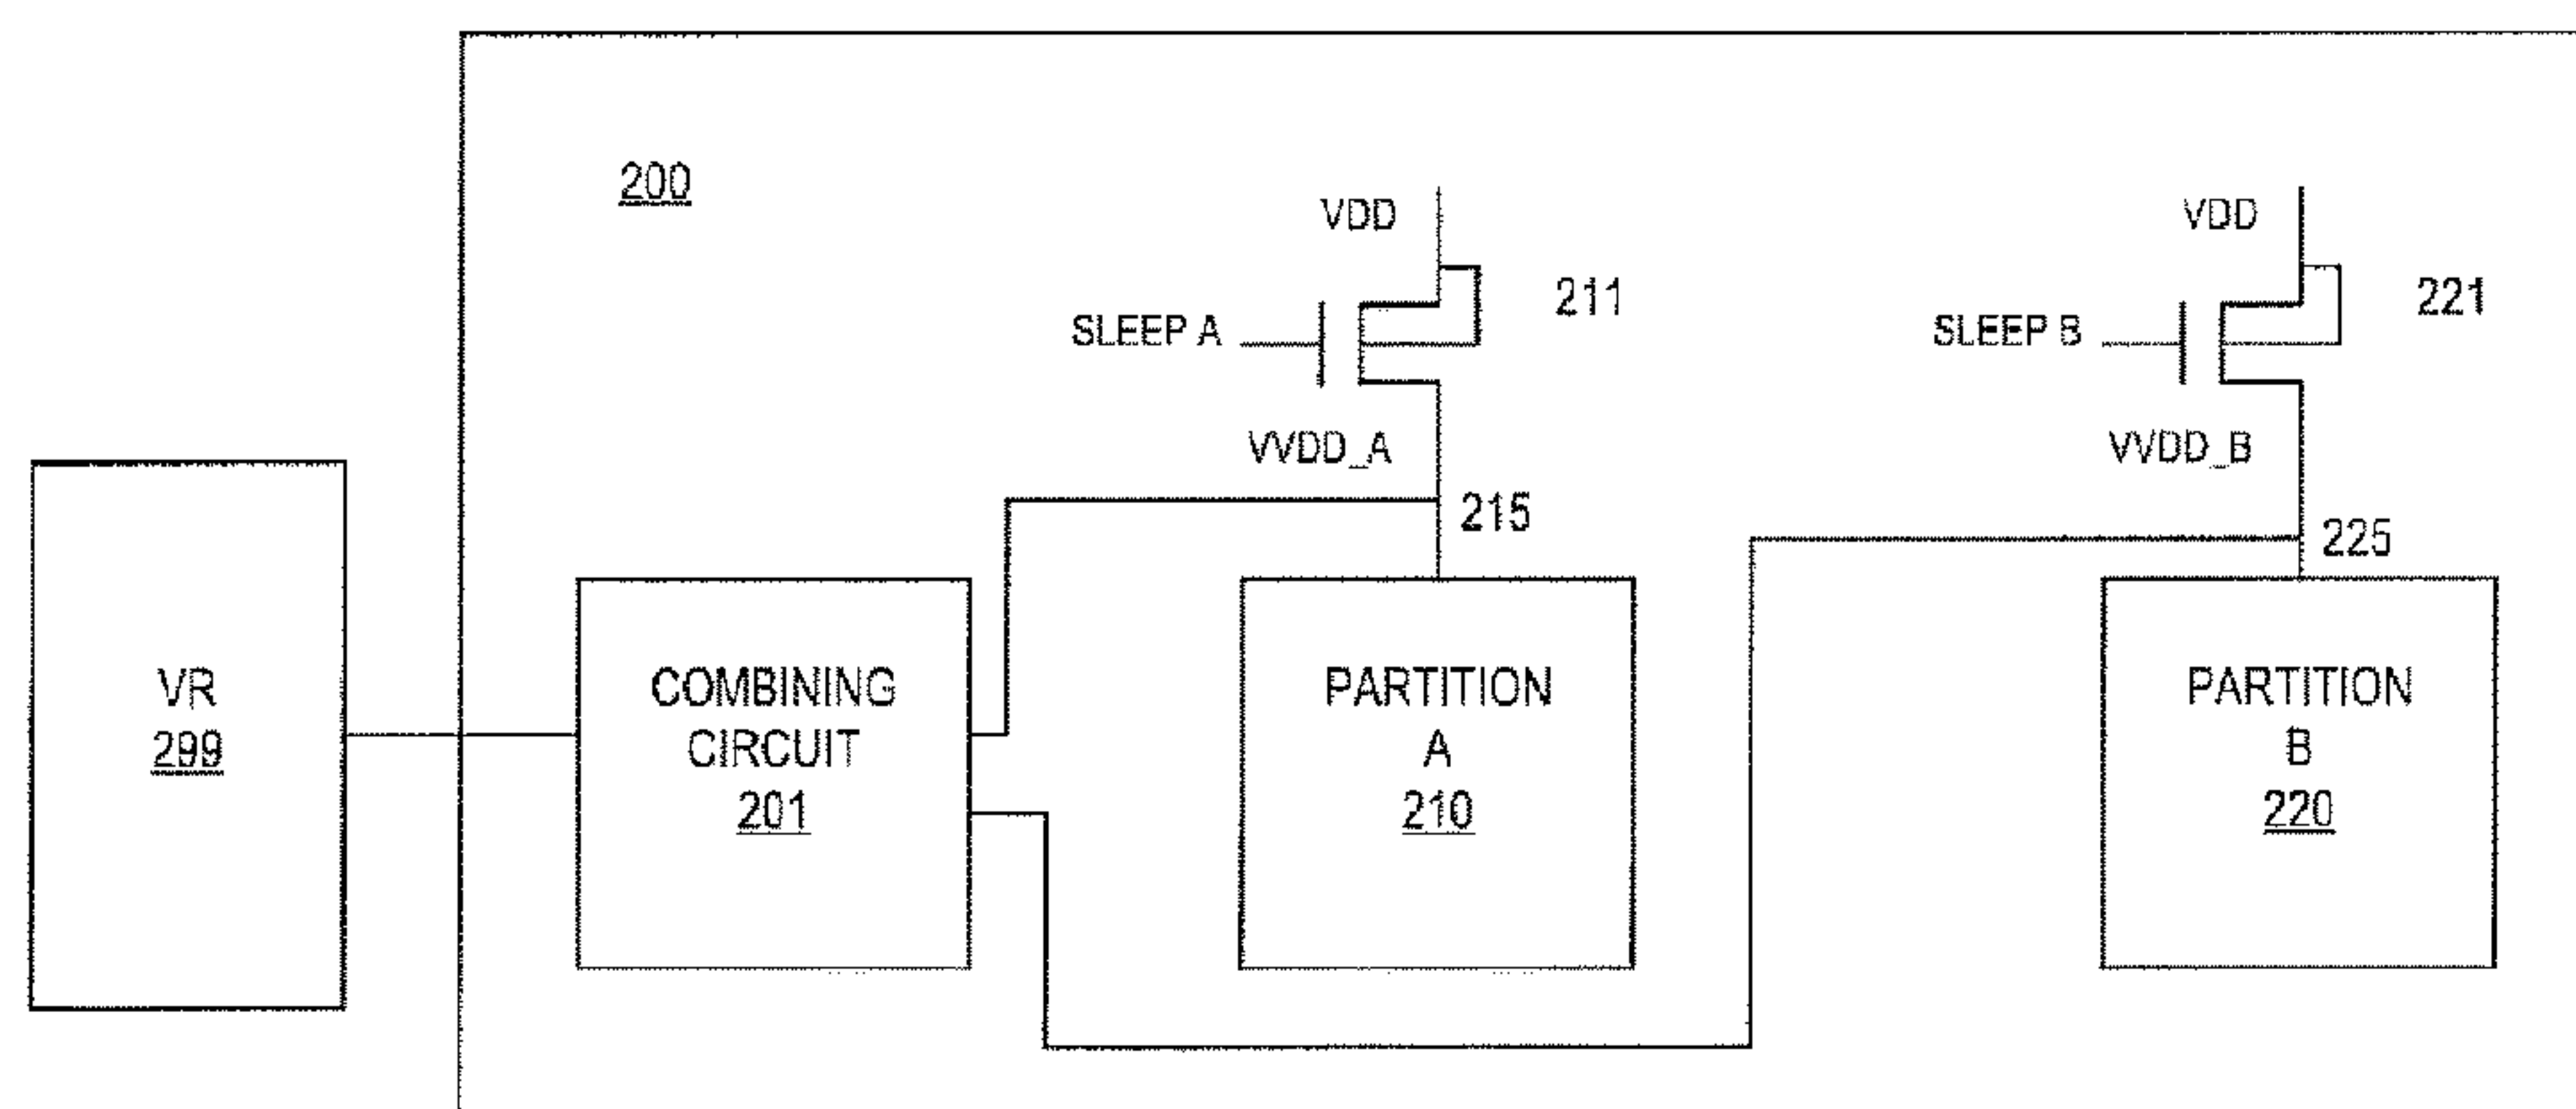 200
VDD
211
SLEEP A
VVDD_A
215
VDD
221
SLEEP B
VVDD_B
225
VR
299
COMBINING
CIRCUIT
201
PARTITION
A
210
PARTITION
B
220